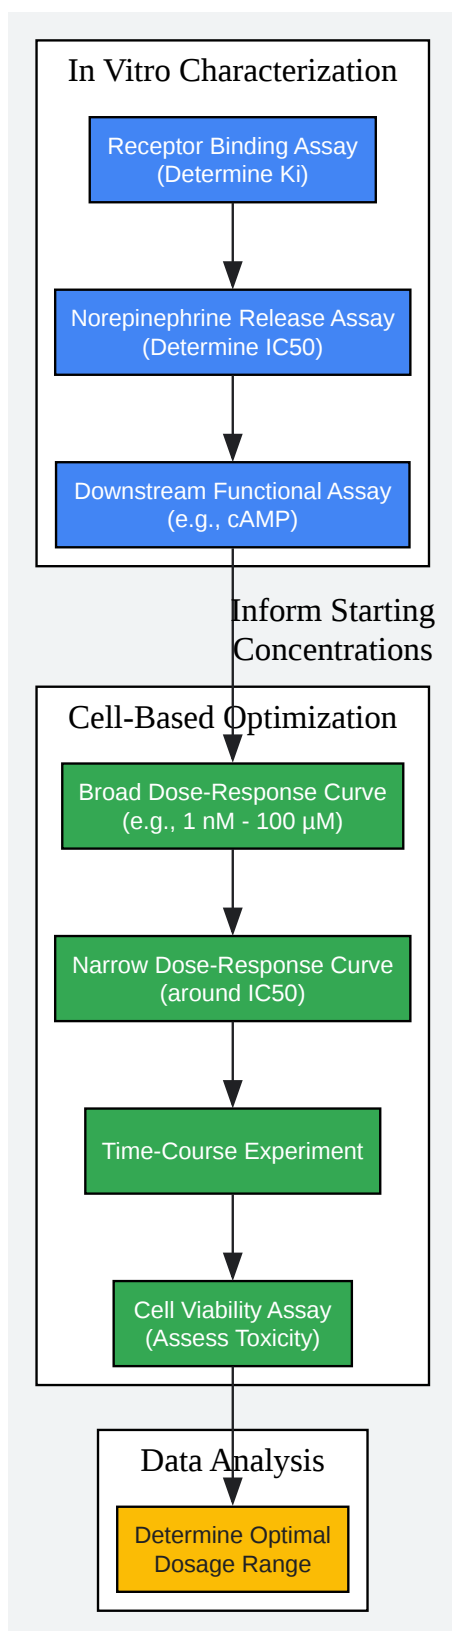 In Vitro Characterization
Receptor Binding Assay
(Determine Ki)
Norepinephrine Release Assay
(Determine IC50)
Downstream Functional Assay
(e.g., cAMP)
Inform Starting
Concentrations
Cell-Based Optimization
Broad Dose-Response Curve
(e.g., 1 nM - 100 µM)
Narrow Dose-Response Curve
(around IC50)
Time-Course Experiment
Cell Viability Assay
(Assess Toxicity)
Data Analysis
Determine Optimal
Dosage Range